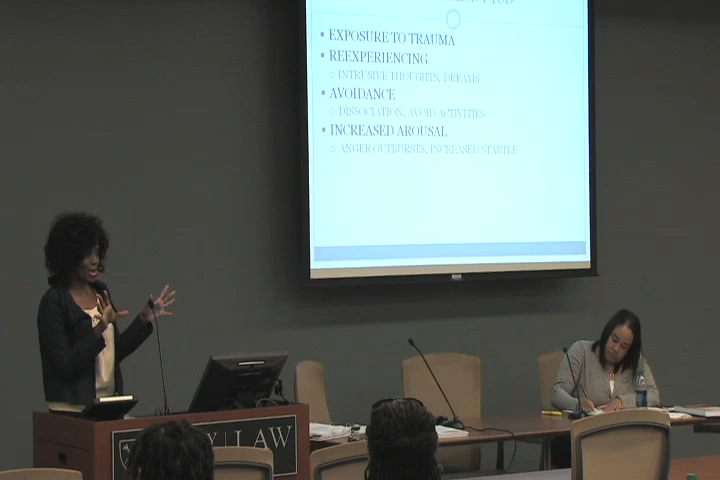 • EXPOSURE TO TRAUMA
• REEXPERIENCING
○ INTRUSIVE THOUGHTS, DREAMS
• AVOIDANCE
○ DISSOCIATION, AVOID ACTIVITIES
• INCREASED AROUSAL
○ ANGER OUTBURSTS, INCREASED STARTLE
Y | LAW